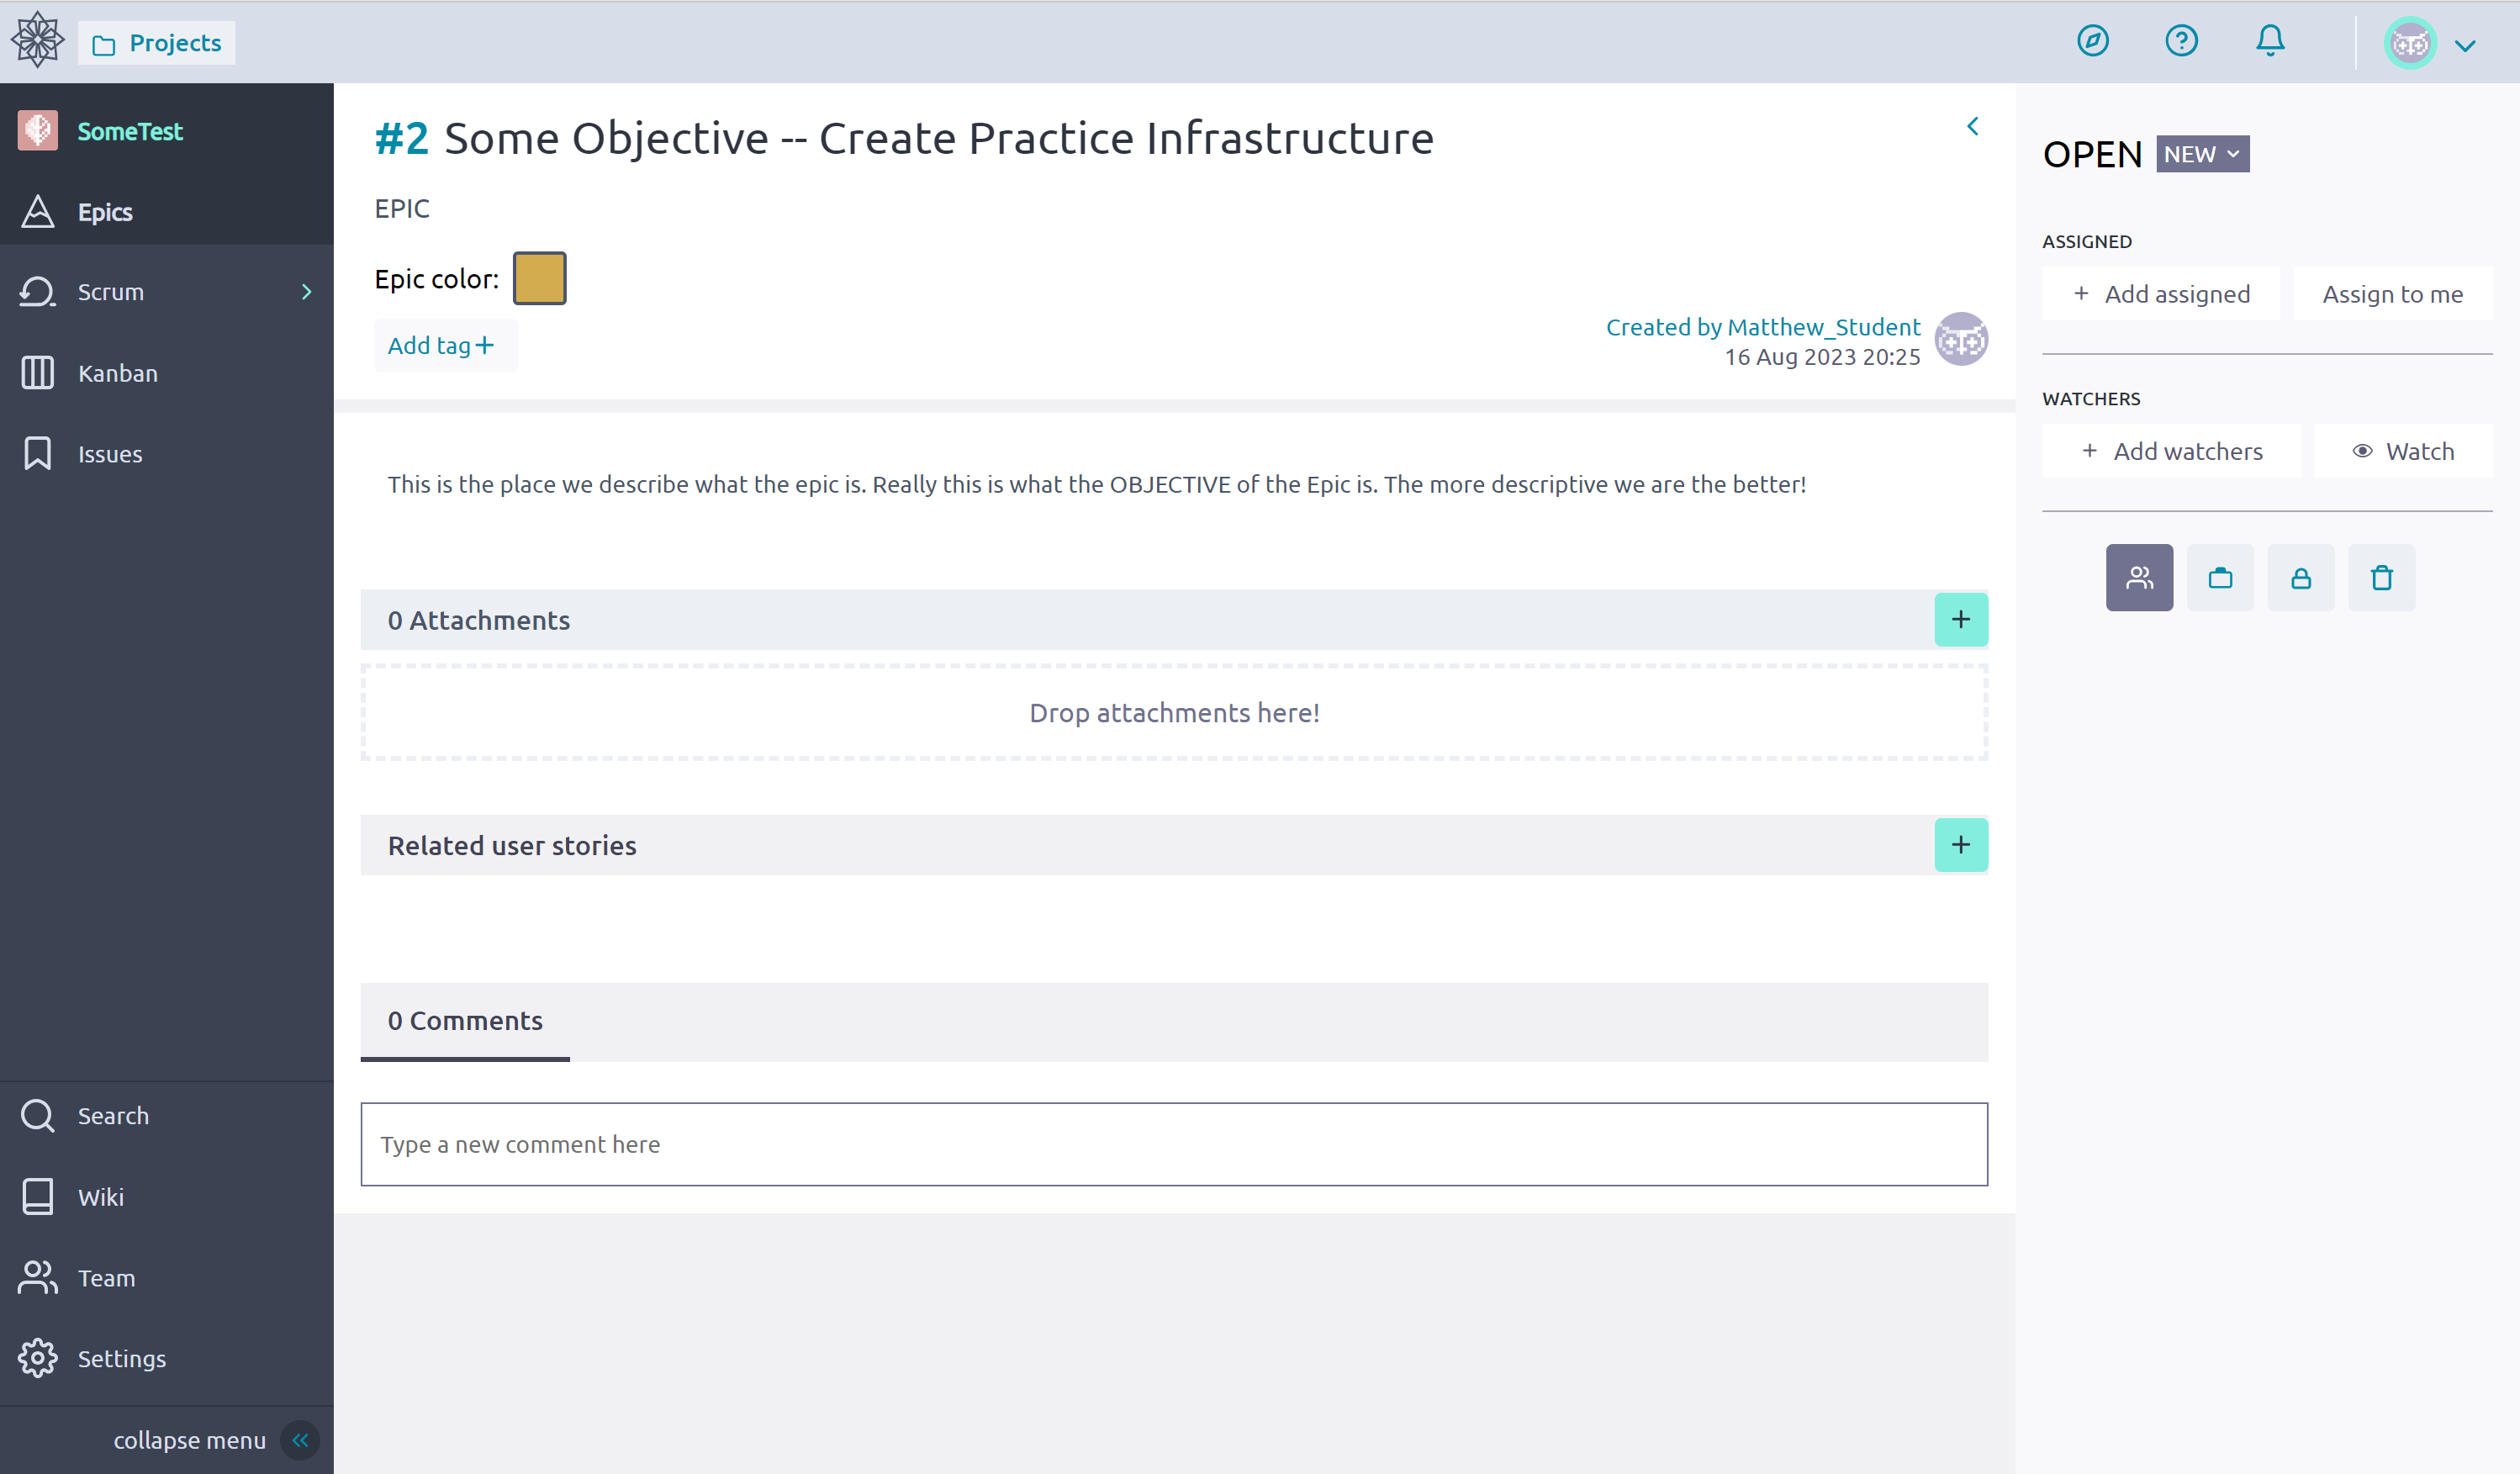 Projects
SomeTest
Epics
Scrum
Kanban
Issues
Search
Wiki
Team
Settings
collapse menu
#2 Some Objective -- Create Practice Infrastructure
EPIC
Epic color:
Add tag
Created by Matthew_Student
16 Aug 2023 20:25
This is the place we describe what the epic is. Really this is what the OBJECTIVE of the Epic is. The more descriptive we are the better!
0 Attachments
Drop attachments here!
Related user stories
0 Comments
Type a new comment here
OPEN NEW
ASSIGNED
+ Add assigned
Assign to me
WATCHERS
+ Add watchers
Watch